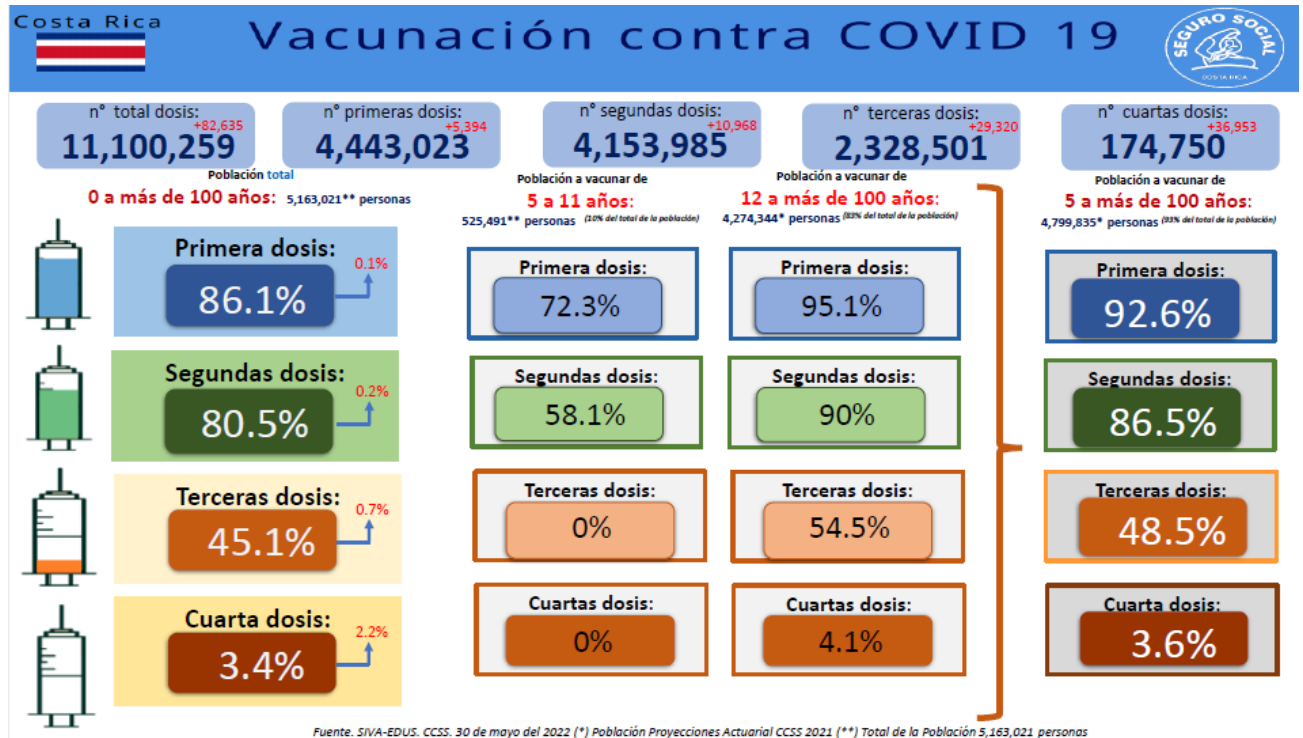 Costa Rica
Vacunación contra COVID 19
SEGURO SOCIAL
COSTA RICA
n° total dosis:
+82,635
11,100,259
n° primeras dosis:
+5,394
4,443,023
n° segundas dosis:
+10,968
4,153,985
n° terceras dosis:
+29,320
2,328,501
n° cuartas dosis:
+36,953
174,750
Población total
0 a más de 100 años: 5,163,021** personas
Población a vacunar de
5 a 11 años:
525,491** personas (10% del total de la población)
Población a vacunar de
12 a más de 100 años:
4,274,344* personas (83% del total de la población)
Población a vacunar de
5 a más de 100 años:
4,799,835* personas (93% del total de la población)
Primera dosis:
0.1%
86.1%
Primera dosis:
72.3%
Primera dosis:
95.1%
Primera dosis:
92.6%
Segundas dosis:
0.2%
80.5%
Segundas dosis:
58.1%
Segundas dosis:
90%
Segundas dosis:
86.5%
Terceras dosis:
0.7%
45.1%
Terceras dosis:
0%
Terceras dosis:
54.5%
Terceras dosis:
48.5%
Cuarta dosis:
2.2%
3.4%
Cuartas dosis:
0%
Cuartas dosis:
4.1%
Cuarta dosis:
3.6%
Fuente. SIVA-EDUS. CCSS. 30 de mayo del 2022 (*) Población Proyecciones Actuarial CCSS 2021 (**) Total de la Población 5,163,021 personas